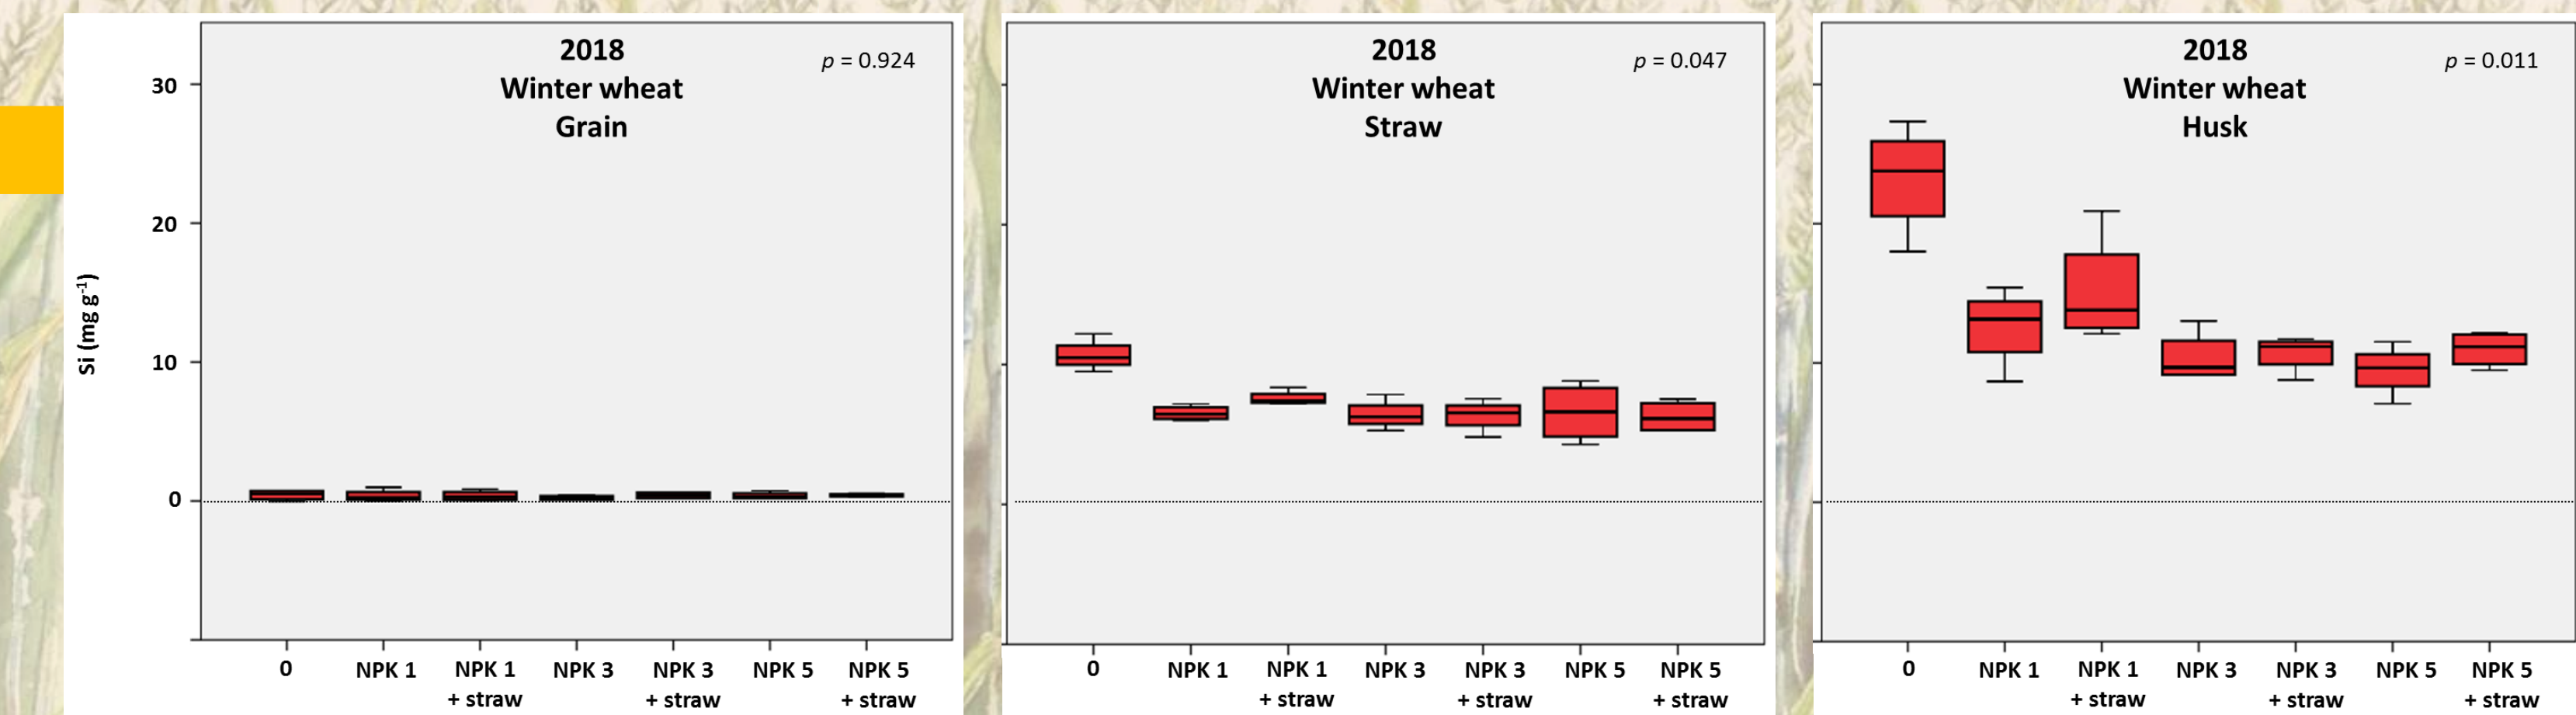 2018
Winter wheat
Grain
p = 0.924
30
20
10
0
Si (mg g⁻¹)
0 NPK 1 NPK 1 NPK 3 NPK 3 NPK 5 NPK 5
+ straw + straw + straw
2018
Winter wheat
Straw
p = 0.047
0 NPK 1 NPK 1 NPK 3 NPK 3 NPK 5 NPK 5
+ straw + straw + straw
2018
Winter wheat
Husk
p = 0.011
0 NPK 1 NPK 1 NPK 3 NPK 3 NPK 5 NPK 5
+ straw + straw + straw